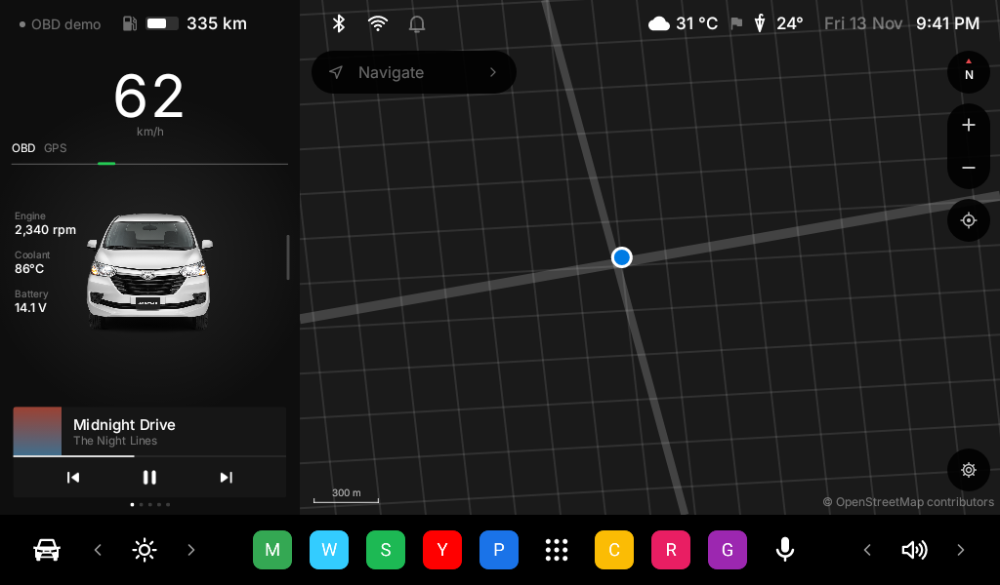 OBD demo
335 km
31 °C
24°
Fri 13 Nov
9:41 PM
Navigate
N
62
km/h
OBD GPS
+
−
Engine
2,340 rpm
Coolant
86°C
Battery
14.1 V
Midnight Drive
The Night Lines
300 m
© OpenStreetMap contributors
M W S Y P C R G